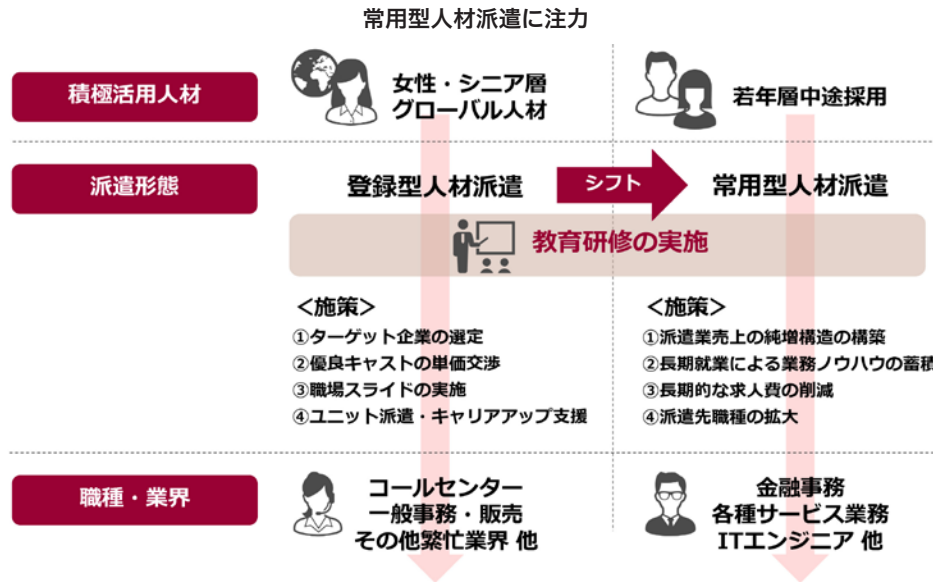 常用型人材派遣に注力
積極活用人材
女性・シニア層
グローバル人材
若年層中途採用
派遣形態
登録型人材派遣
シフト
常用型人材派遣
教育研修の実施
＜施策＞
①ターゲット企業の選定
②優良キャストの単価交渉
③職場スライドの実施
④ユニット派遣・キャリアアップ支援
＜施策＞
①派遣業売上の純増構造の構築
②長期就業による業務ノウハウの蓄積
③長期的な求人費の削減
④派遣先職種の拡大
職種・業界
コールセンター
一般事務・販売
その他繁忙業界 他
金融事務
各種サービス業務
ITエンジニア 他